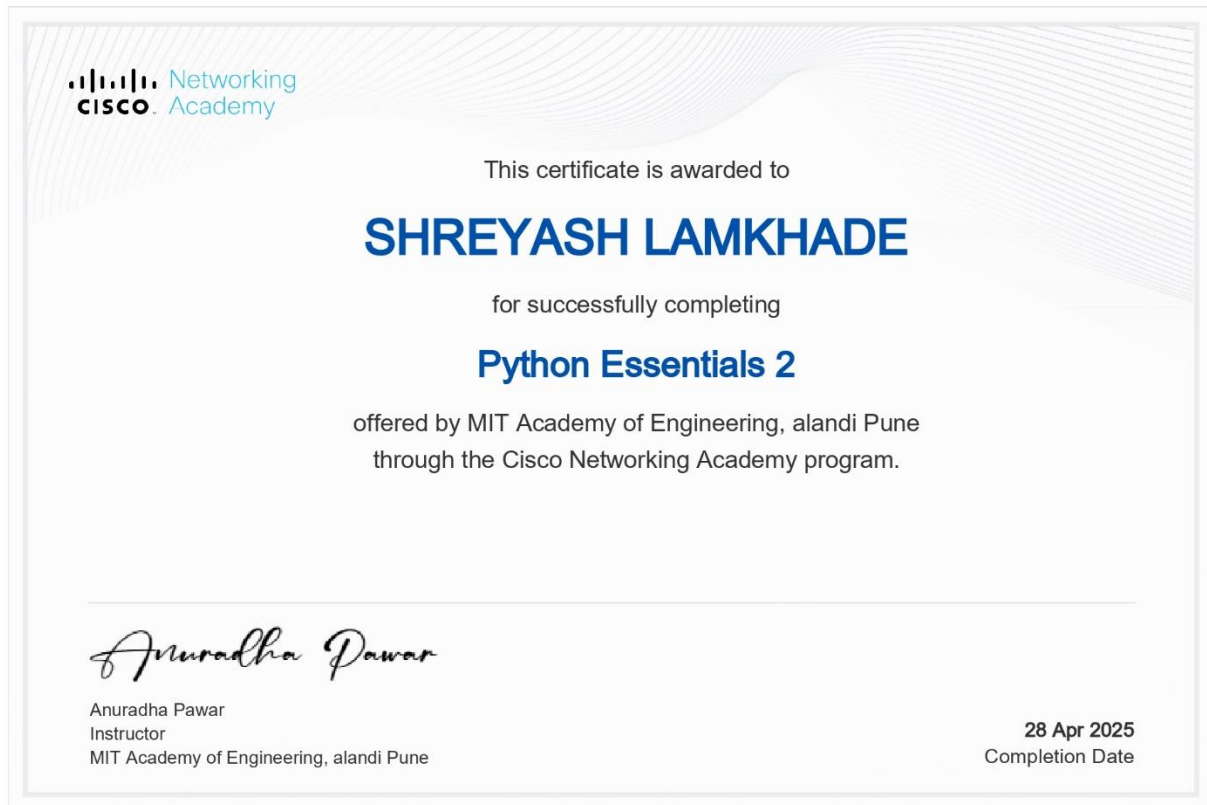 Networking
CISCO Academy
This certificate is awarded to
SHREYASH LAMKHADE
for successfully completing
Python Essentials 2
offered by MIT Academy of Engineering, alandi Pune
through the Cisco Networking Academy program.
Anuradha Pawar
Anuradha Pawar
Instructor
MIT Academy of Engineering, alandi Pune
28 Apr 2025
Completion Date